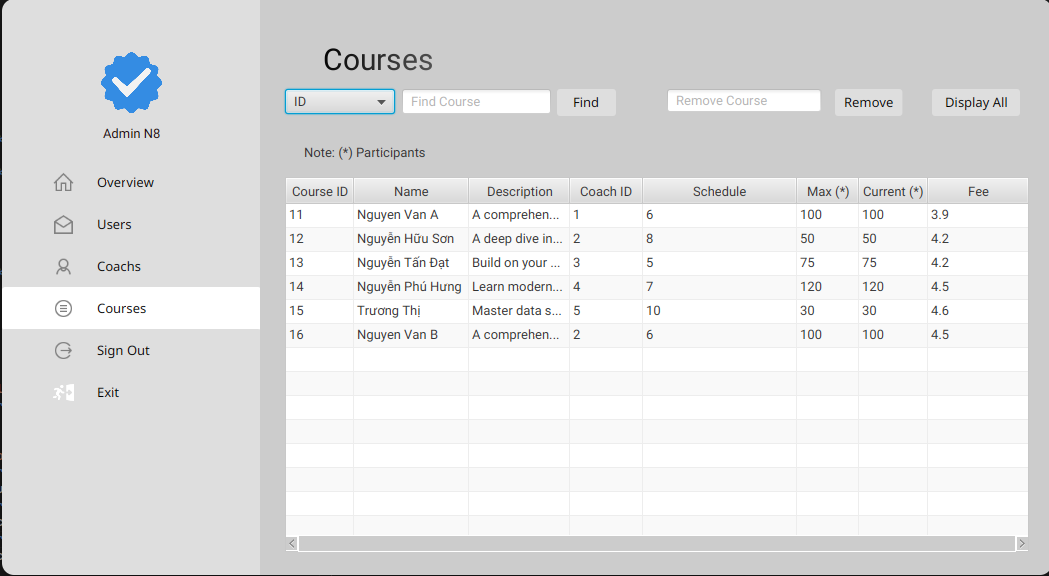 Admin N8
Overview
Users
Coachs
Courses
Sign Out
Exit
Courses
ID Find Course Find Remove Course Remove Display All
Note: (*) Participants
Course ID Name Description Coach ID Schedule Max (*) Current (*) Fee
11 Nguyen Van A A comprehen... 1 6 100 100 3.9
12 Nguyễn Hữu Sơn A deep dive in... 2 8 50 50 4.2
13 Nguyễn Tấn Đạt Build on your ... 3 5 75 75 4.2
14 Nguyễn Phú Hưng Learn modern... 4 7 120 120 4.5
15 Trương Thị Master data s... 5 10 30 30 4.6
16 Nguyen Van B A comprehen... 2 6 100 100 4.5